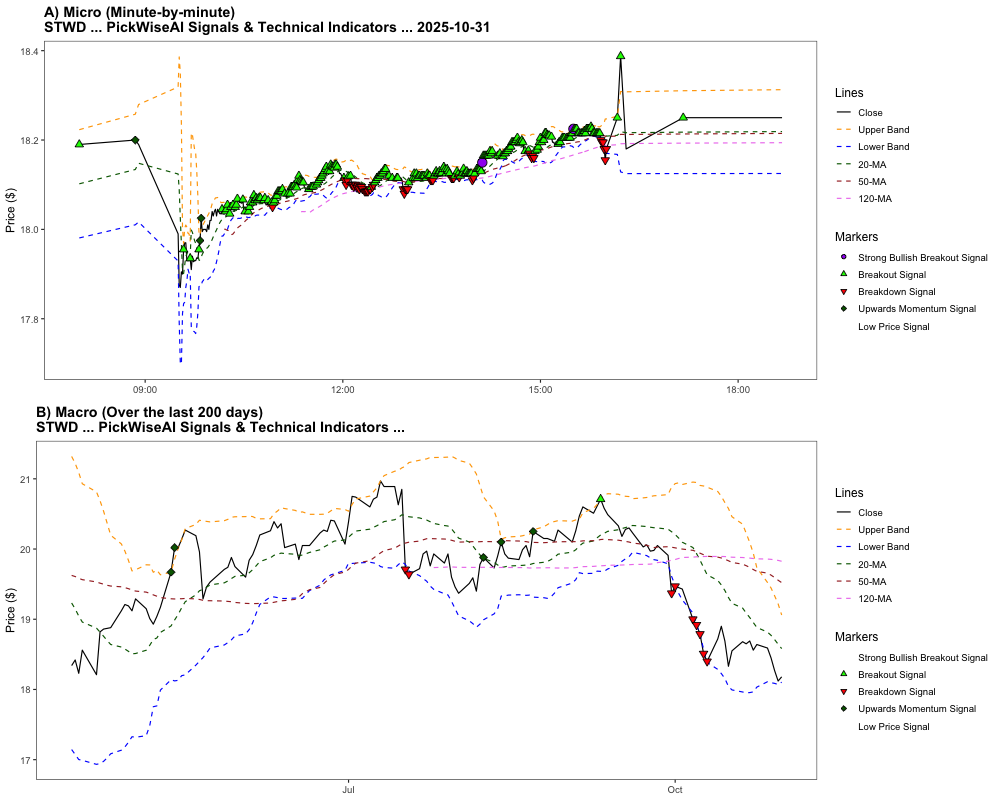 A) Micro (Minute-by-minute)
STWD ... PickWiseAI Signals & Technical Indicators ... 2025-10-31
18.4
18.2
18.0
17.8
Price ($)
09:00
12:00
15:00
18:00
Lines
Close
Upper Band
Lower Band
20-MA
50-MA
120-MA
Markers
Strong Bullish Breakout Signal
Breakout Signal
Breakdown Signal
Upwards Momentum Signal
Low Price Signal
B) Macro (Over the last 200 days)
STWD ... PickWiseAI Signals & Technical Indicators ...
21
20
19
18
17
Price ($)
Jul
Oct
Lines
Close
Upper Band
Lower Band
20-MA
50-MA
120-MA
Markers
Strong Bullish Breakout Signal
Breakout Signal
Breakdown Signal
Upwards Momentum Signal
Low Price Signal